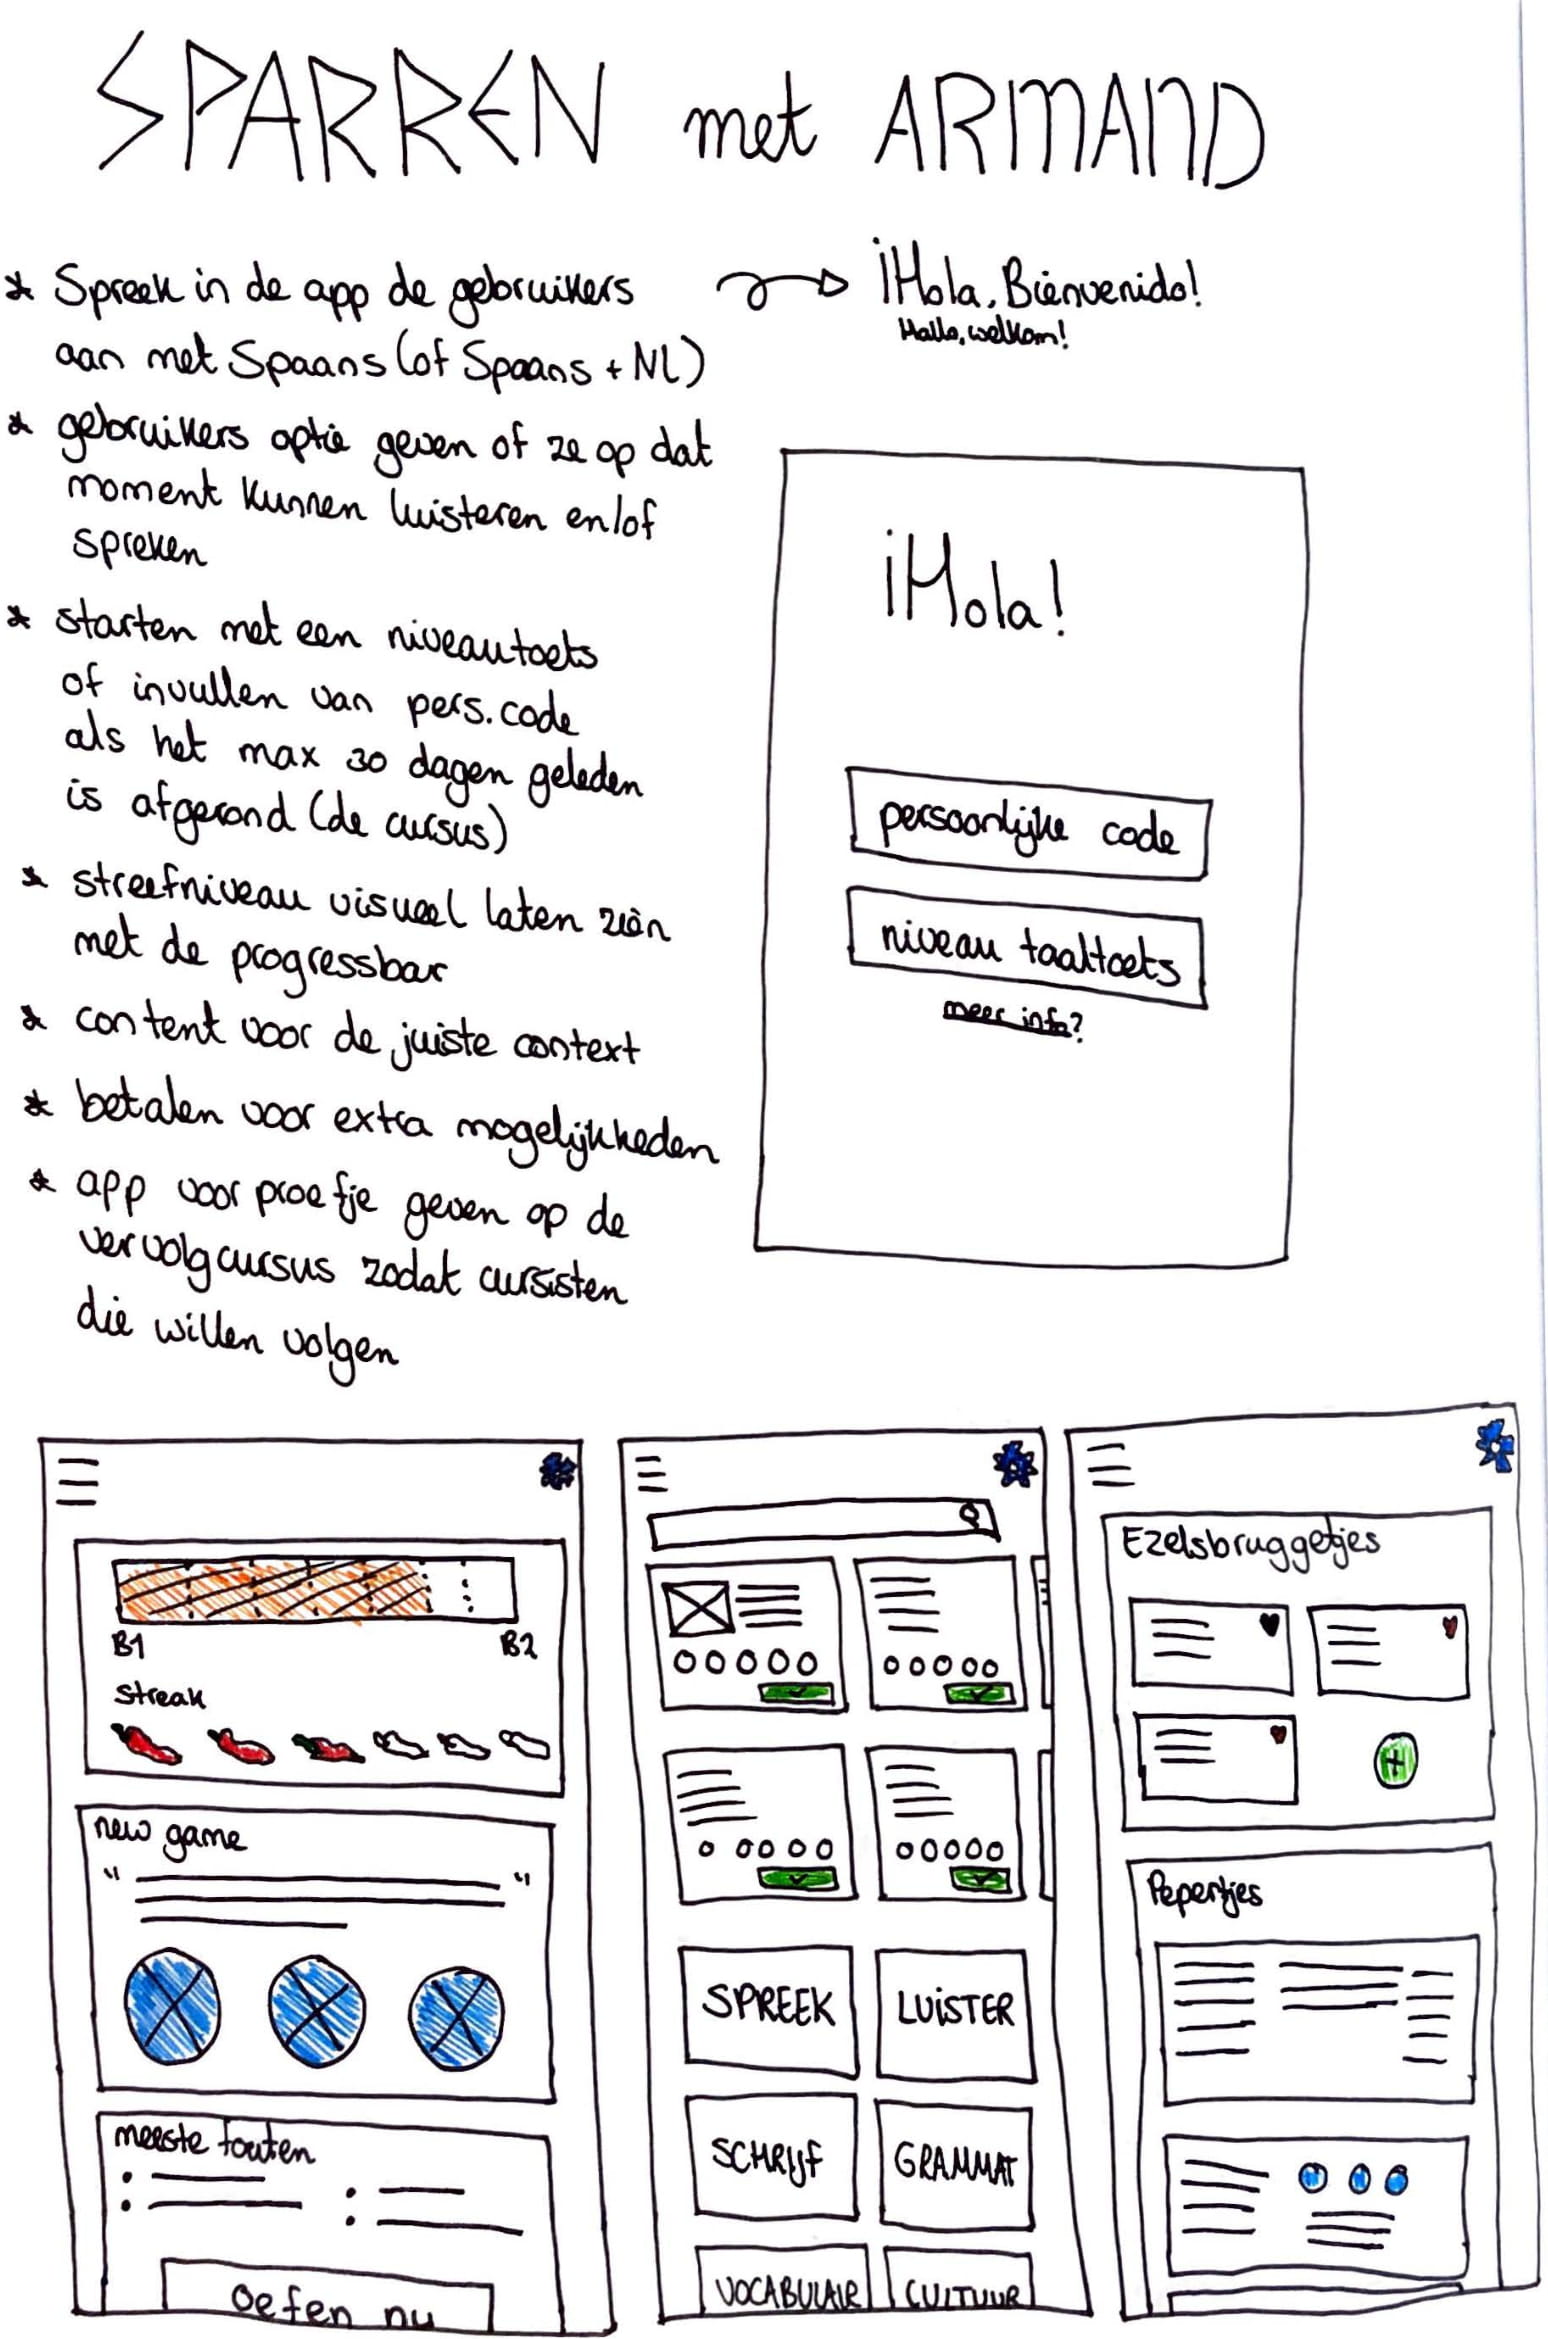 SPARREN met ARMAND
* Spreek in de app de gebruikers
aan met Spaans (of Spaans + NL)
¡Hola, Bienvenido!
Hallo, welkom!
* gebruikers optie geven of ze op dat
moment kunnen luisteren en/of
spreken
* starten met een niveautoets
of invullen van pers. code
als het max 30 dagen geleden
is afgerond (de cursus)
* streefniveau visueel laten zien
met de progressbar
* content voor de juiste context
* betalen voor extra mogelijkheden
* app voor proefje geven op de
vervolgcursus zodat cursisten
die willen volgen
¡Hola!
persoonlijke code
niveau taaltoets
meer info?
B1 B2
Streak
new game
" "
meeste fouten
oefen nu
SPREEK
LUiSTER
SCHRIJF
GRAMMAT
VOCABULAIR
CULTUUR
Ezelsbruggetjes
+
Pepertjes